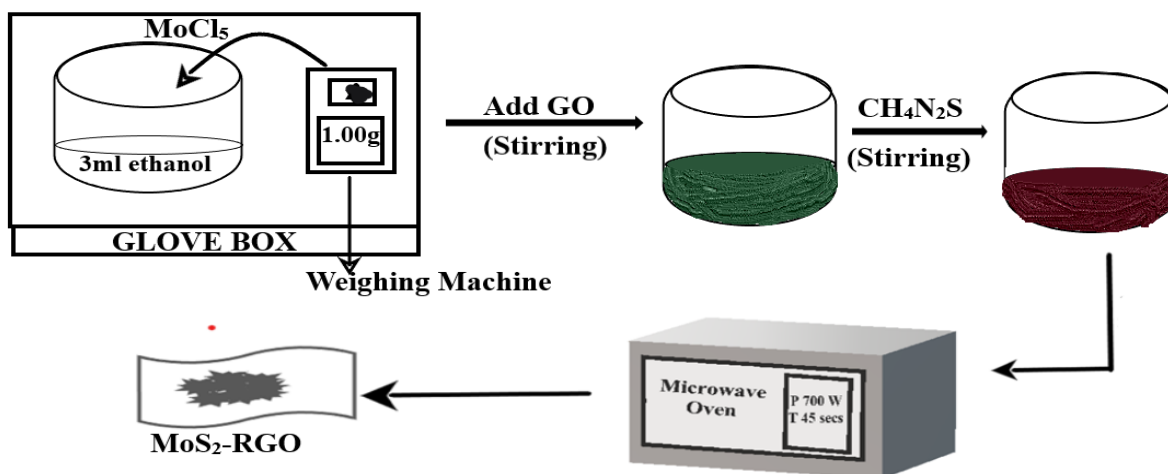 MoCl₅
3ml ethanol
1.00g
GLOVE BOX
Weighing Machine
Add GO
(Stirring)
CH₄N₂S
(Stirring)
Microwave
Oven
P 700 W
T 45 secs
MoS₂-RGO